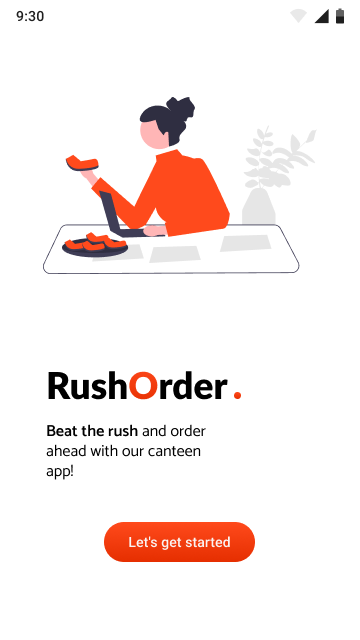 9:30
RushOrder.
Beat the rush and order
ahead with our canteen
app!
Let's get started